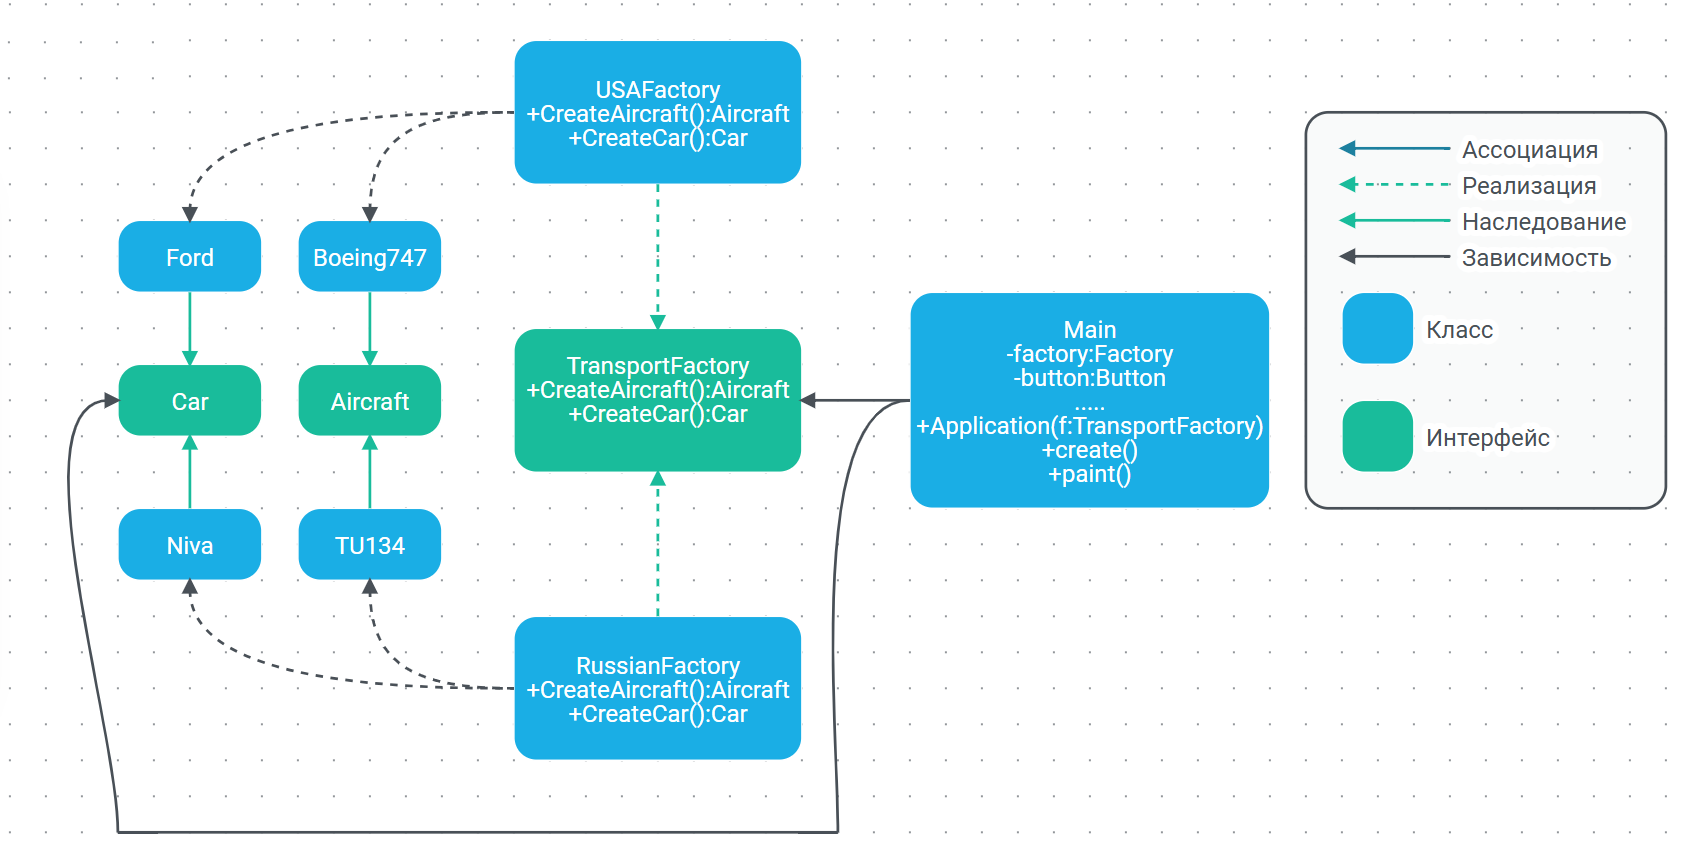 USAFactory
+CreateAircraft():Aircraft
+CreateCar():Car
Ford
Boeing747
Car
Aircraft
Niva
TU134
TransportFactory
+CreateAircraft():Aircraft
+CreateCar():Car
RussianFactory
+CreateAircraft():Aircraft
+CreateCar():Car
Main
-factory:Factory
-button:Button
.....
+Application(f:TransportFactory)
+create()
+paint()
Ассоциация
Реализация
Наследование
Зависимость
Класс
Интерфейс